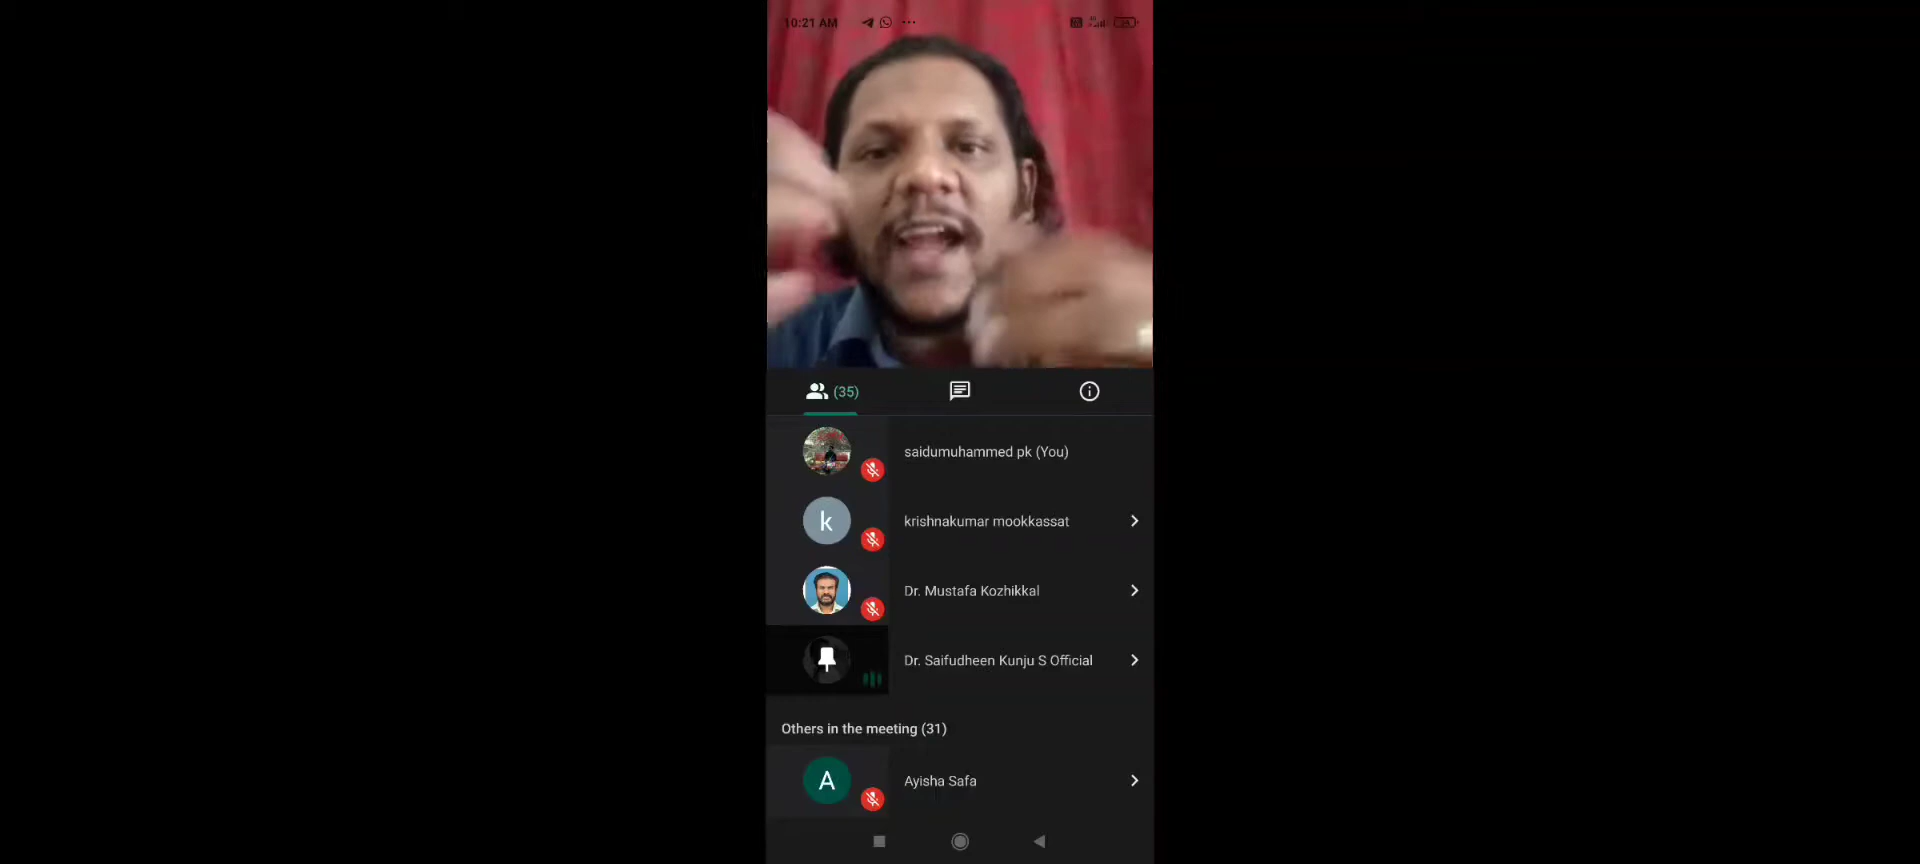 10:21 AM
(35)
saidumuhammed pk (You)
k
krishnakumar mookkassat
Dr. Mustafa Kozhikkal
Dr. Saifudheen Kunju S Official
Others in the meeting (31)
A
Ayisha Safa